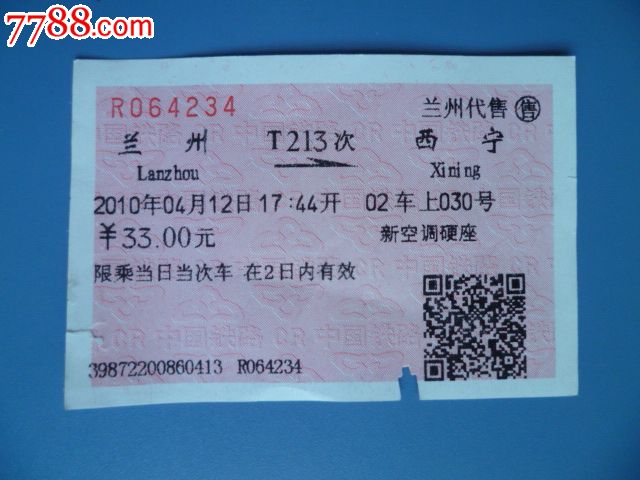 7788.com
R064234 兰州代售 售
兰 州 T213次 西 宁
Lanzhou Xining
2010年04月12日17:44开 02车上030号
￥33.00元 新空调硬座
限乘当日当次车 在2日内有效
39872200860413 R064234